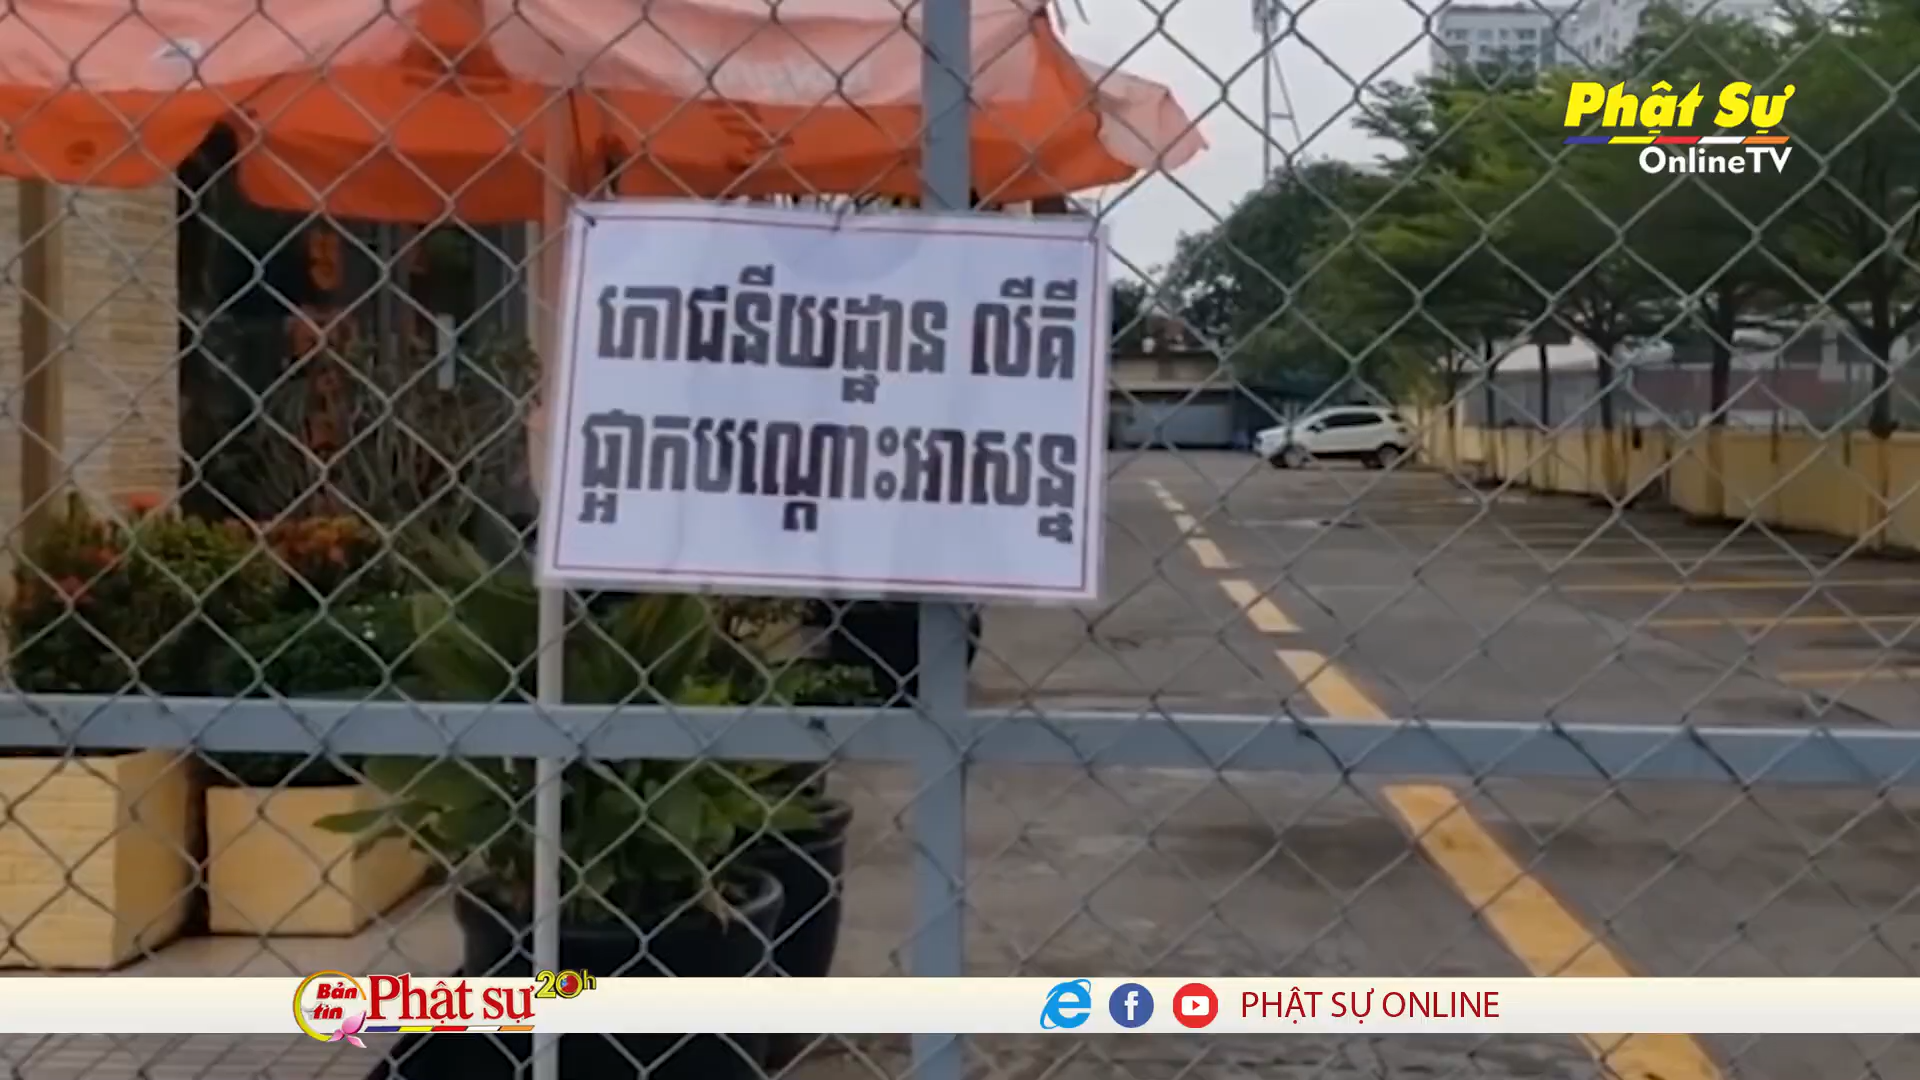 Phật Sự
OnlineTV
ភោជនីយដ្ឋាន លីគី
ផ្អាកបណ្តោះអាសន្ន
Bản tin Phật sự 20h
PHẬT SỰ ONLINE